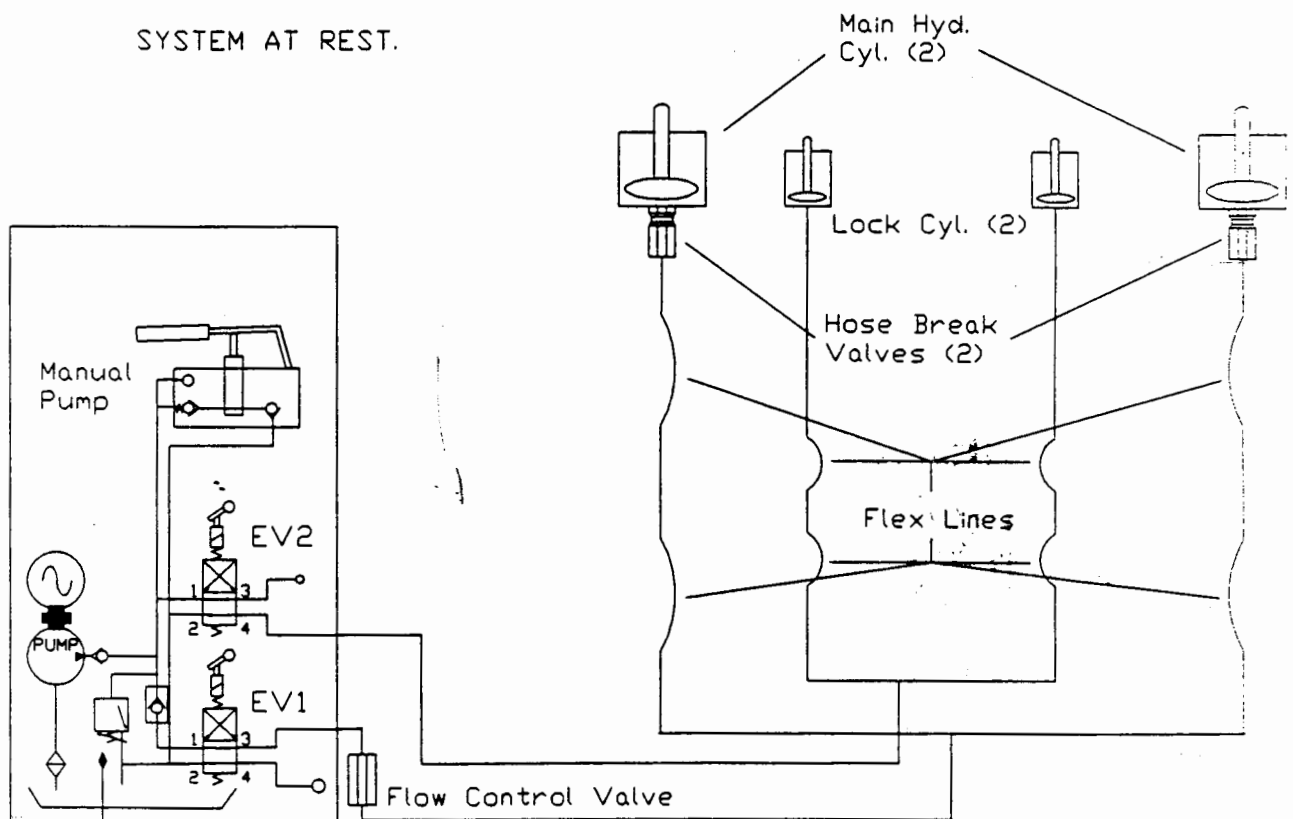 SYSTEM AT REST.
Main Hyd.
Cyl. (2)
Lock Cyl. (2)
Hose Break
Valves (2)
Manual
Pump
Flex Lines
EV2
1 3
2 4
PUMP
EV1
1 3
2 4
Flow Control Valve